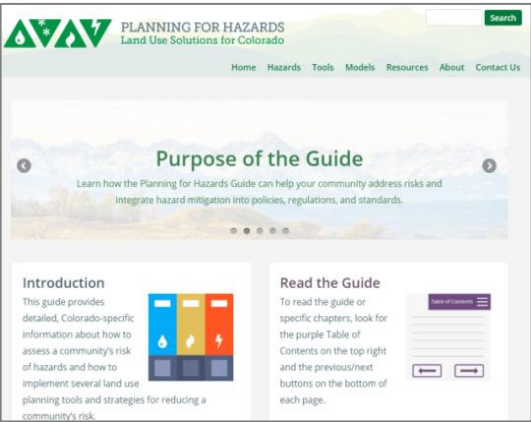 PLANNING FOR HAZARDS
Land Use Solutions for Colorado
Search
Home Hazards Tools Models Resources About Contact Us
Purpose of the Guide
Learn how the Planning for Hazards Guide can help your community address risks and
integrate hazard mitigation into policies, regulations, and standards.
Introduction
This guide provides
detailed, Colorado-specific
information about how to
assess a community's risk
of hazards and how to
implement several land use
planning tools and strategies for reducing a
community's risk.
Read the Guide
To read the guide or
specific chapters, look for
the purple Table of
Contents on the top right
and the previous/next
buttons on the bottom of
each page.
Table of Contents